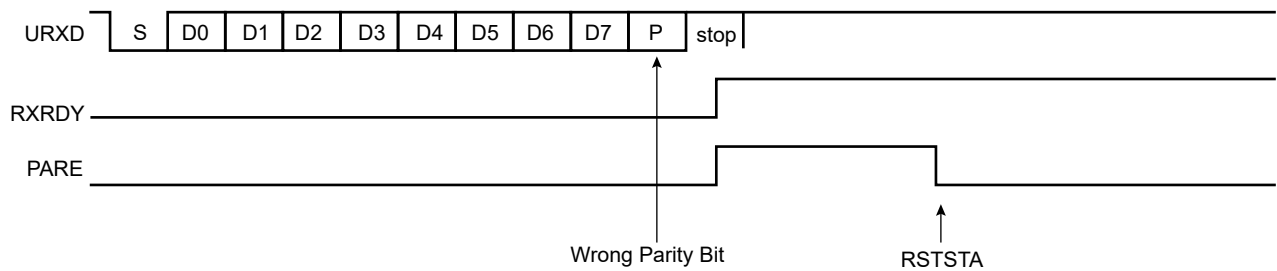 URXD S D0 D1 D2 D3 D4 D5 D6 D7 P stop
RXRDY
PARE
Wrong Parity Bit RSTSTA